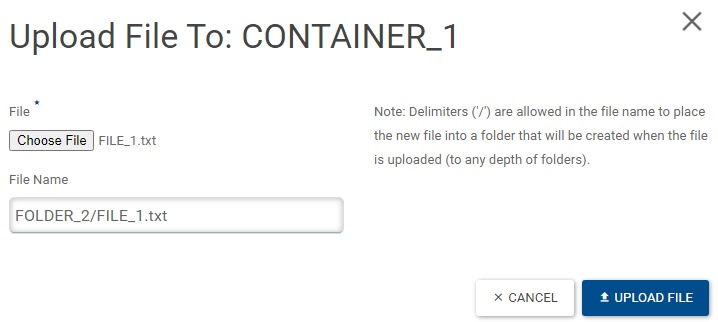 Upload File To: CONTAINER_1
File *
Choose File FILE_1.txt
File Name
FOLDER_2/FILE_1.txt
Note: Delimiters ('/') are allowed in the file name to place
the new file into a folder that will be created when the file
is uploaded (to any depth of folders).
× CANCEL
UPLOAD FILE